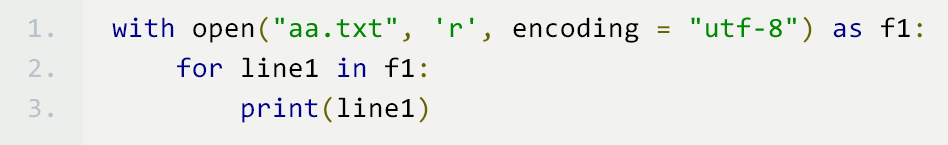 1. with open("aa.txt", 'r', encoding = "utf-8") as f1:
2.     for line1 in f1:
3.         print(line1)